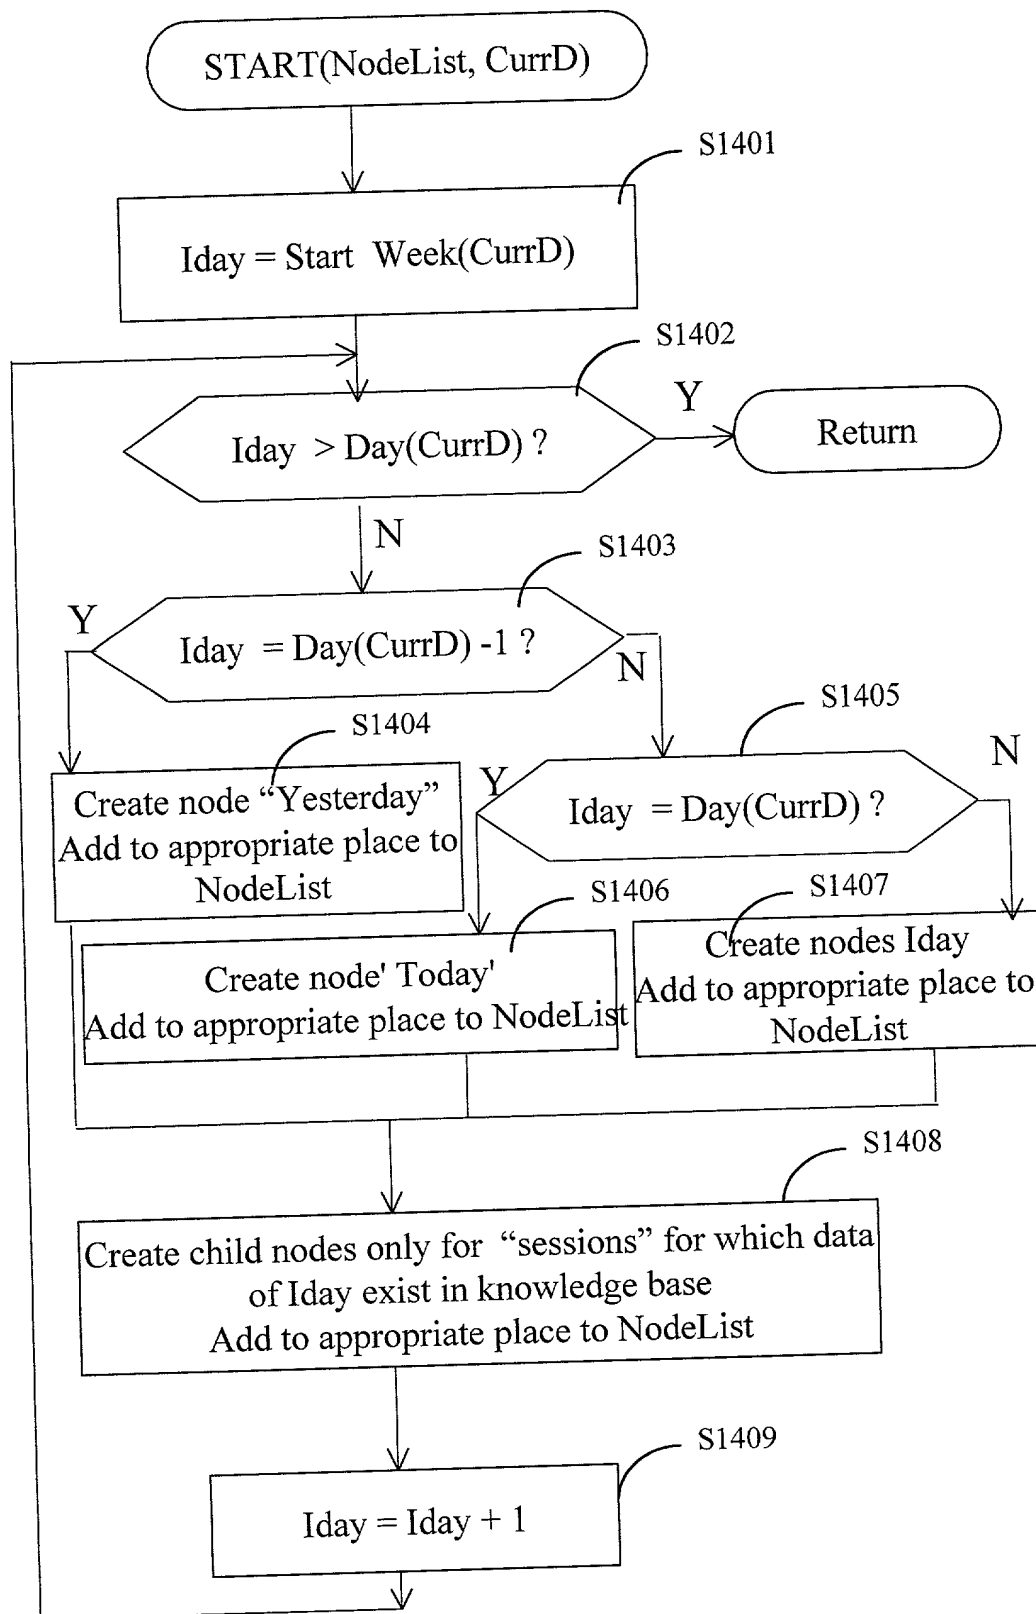 START(NodeList, CurrD)
S1401
Iday = Start Week(CurrD)
S1402
Iday > Day(CurrD) ?
Y
Return
N
S1403
Y
Iday = Day(CurrD) -1 ?
N
S1404
S1405
Create node “Yesterday”
Add to appropriate place to
NodeList
Y
Iday = Day(CurrD) ?
N
S1406
S1407
Create node' Today'
Add to appropriate place to NodeList
Create nodes Iday
Add to appropriate place to
NodeList
S1408
Create child nodes only for “sessions” for which data
of Iday exist in knowledge base
Add to appropriate place to NodeList
S1409
Iday = Iday + 1